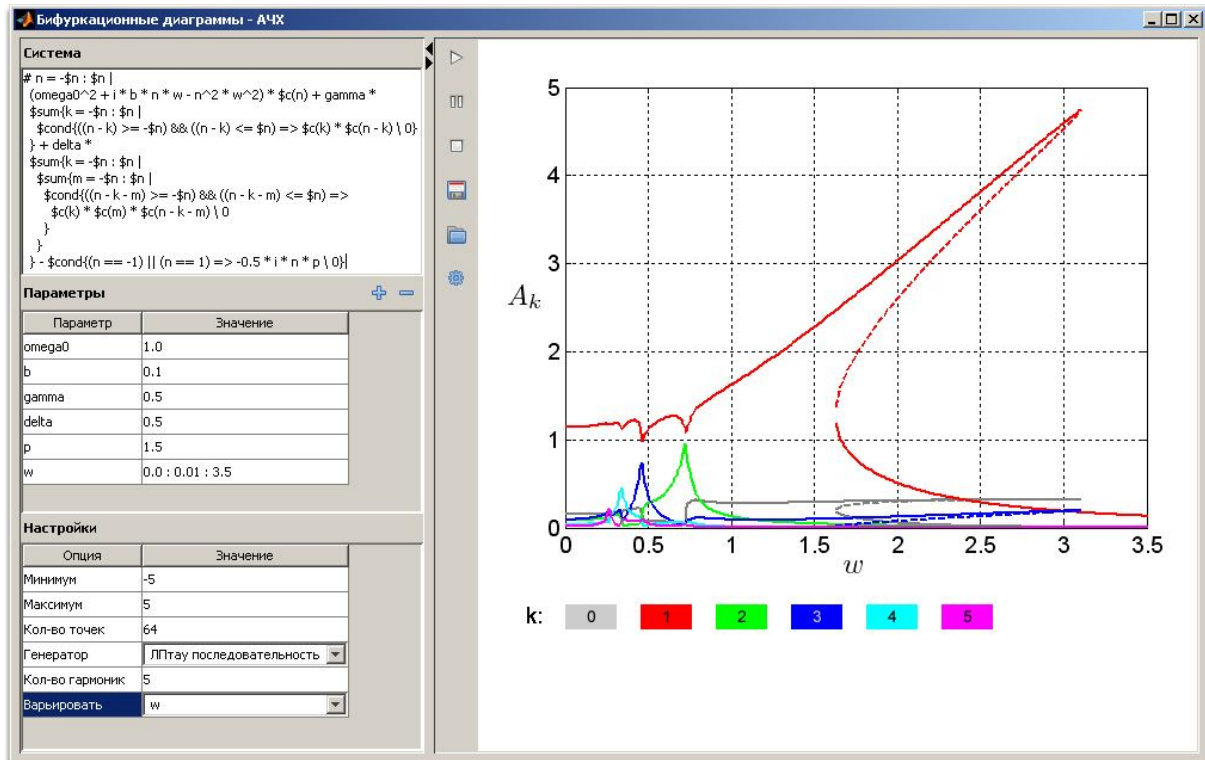 Бифуркационные диаграммы - АЧХ
Система
# n = -$n : $n |
(omega0^2 + i * b * n * w - n^2 * w^2) * $c(n) + gamma *
$sum{k = -$n : $n |
$cond{((n - k) >= -$n) && ((n - k) <= $n) => $c(k) * $c(n - k) \ 0}
} + delta *
$sum{k = -$n : $n |
$sum{m = -$n : $n |
$cond{((n - k - m) >= -$n) && ((n - k - m) <= $n) =>
$c(k) * $c(m) * $c(n - k - m) \ 0
}
}
} - $cond{(n == -1) || (n == 1) => -0.5 * i * n * p \ 0}
Параметры
Параметр Значение
omega0 1.0
b 0.1
gamma 0.5
delta 0.5
p 1.5
w 0.0 : 0.01 : 3.5
Настройки
Опция Значение
Минимум -5
Максимум 5
Кол-во точек 64
Генератор ЛПтау последовательность
Кол-во гармоник 5
Варьировать w
5
4
3
2
1
0
A_k
0 0.5 1 1.5 2 2.5 3 3.5
w
k: 0 1 2 3 4 5